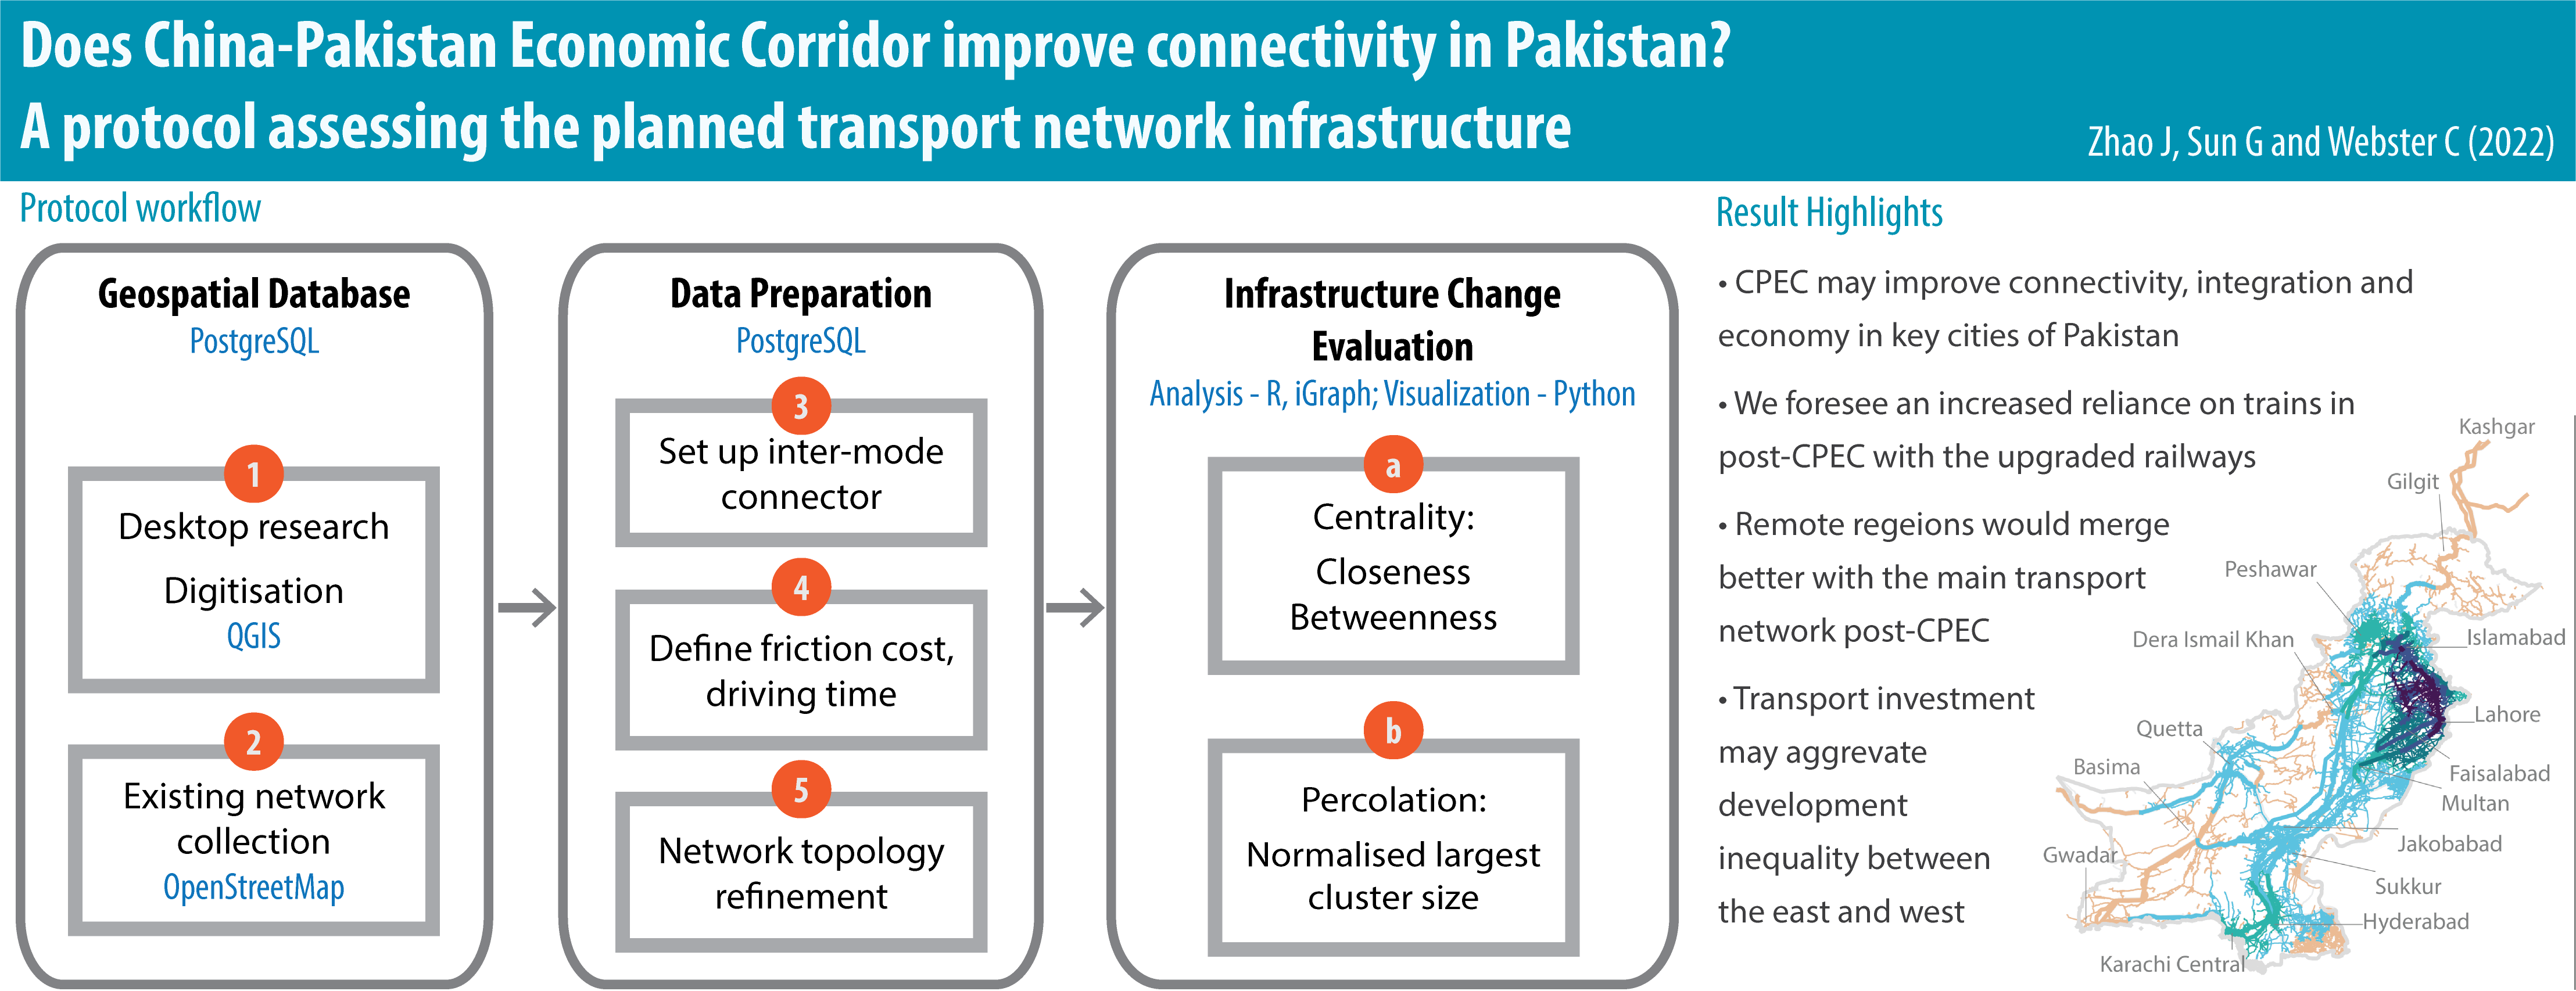 Does China-Pakistan Economic Corridor improve connectivity in Pakistan?
A protocol assessing the planned transport network infrastructure
Zhao J, Sun G and Webster C (2022)
Protocol workflow
Geospatial Database
PostgreSQL
1
Desktop research
Digitisation
QGIS
2
Existing network
collection
OpenStreetMap
Data Preparation
PostgreSQL
3
Set up inter-mode
connector
4
Define friction cost,
driving time
5
Network topology
refinement
Infrastructure Change
Evaluation
Analysis - R, iGraph; Visualization - Python
a
Centrality:
Closeness
Betweenness
b
Percolation:
Normalised largest
cluster size
Result Highlights
• CPEC may improve connectivity, integration and
economy in key cities of Pakistan
• We foresee an increased reliance on trains in
post-CPEC with the upgraded railways
• Remote regeions would merge
better with the main transport
network post-CPEC
• Transport investment
may aggrevate
development
inequality between
the east and west
Kashgar
Gilgit
Peshawar
Islamabad
Dera Ismail Khan
Lahore
Quetta
Basima
Faisalabad
Multan
Jakobabad
Gwadar
Sukkur
Hyderabad
Karachi Central